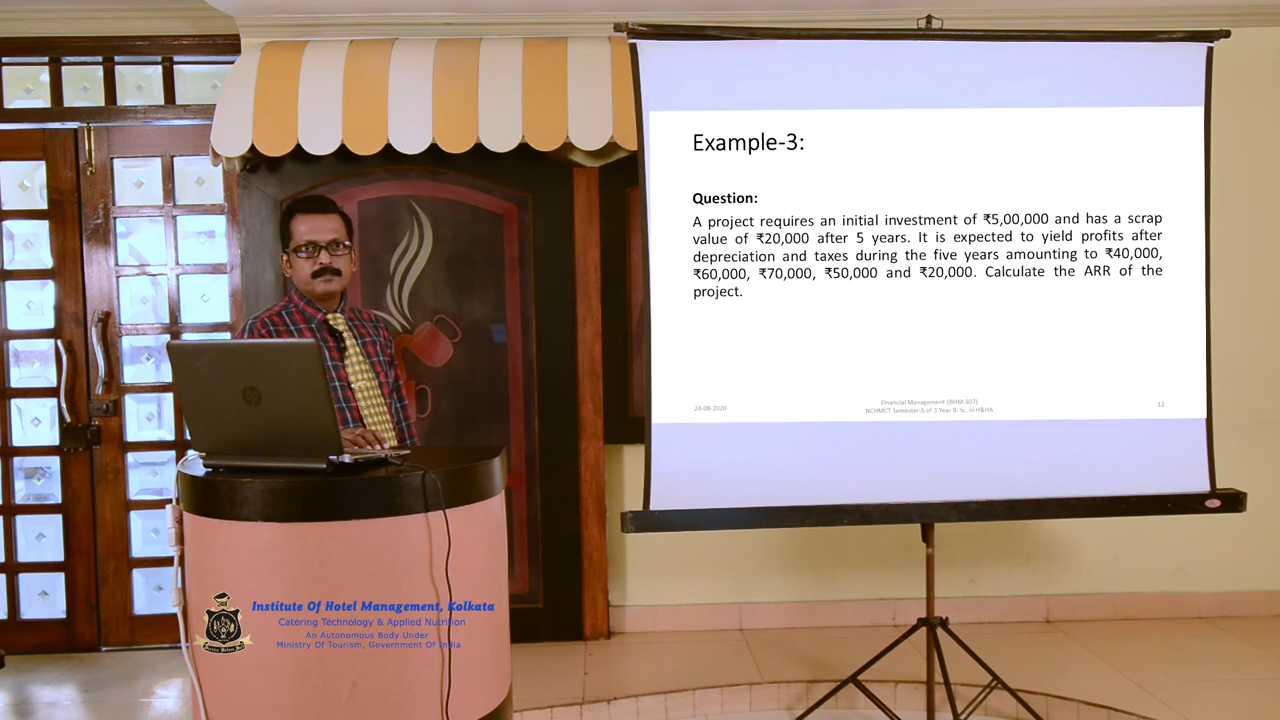 Example-3:
Question:
A project requires an initial investment of ₹5,00,000 and has a scrap
value of ₹20,000 after 5 years. It is expected to yield profits after
depreciation and taxes during the five years amounting to ₹40,000,
₹60,000, ₹70,000, ₹50,000 and ₹20,000. Calculate the ARR of the
project.
24-08-2020
Financial Management (BHM-307)
NCHMCT Semester-5 of 3 Year B. Sc. in H&HA
12
Institute Of Hotel Management, Kolkata
Catering Technology & Applied Nutrition
An Autonomous Body Under
Ministry Of Tourism, Government Of India